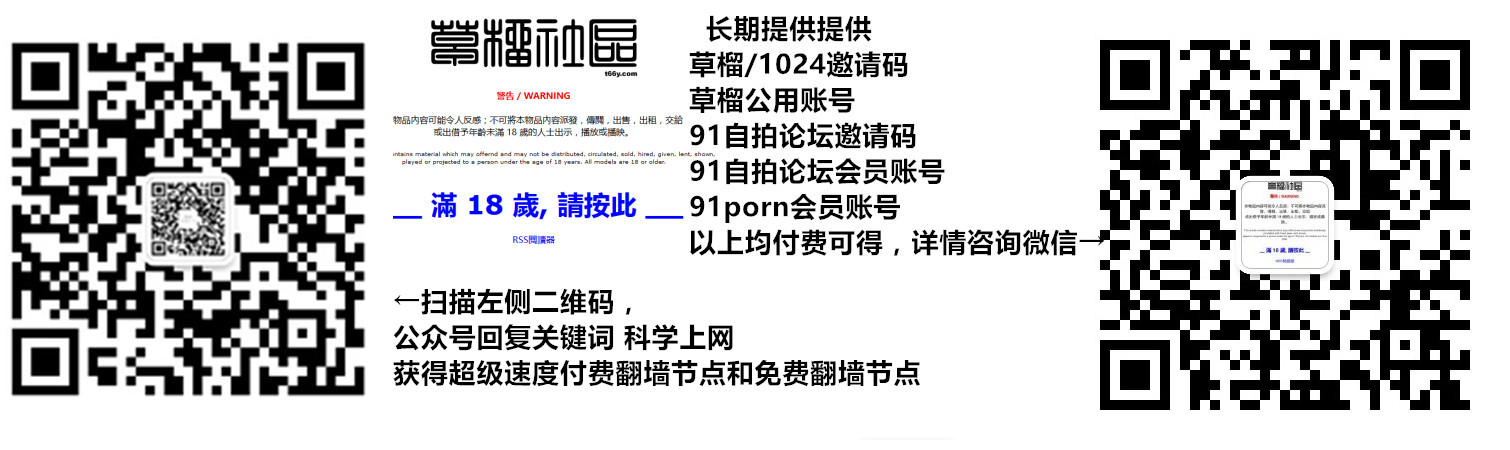 草榴社區
t66y.com
警告 / WARNING
物品內容可能令人反感；不可將本物品內容派發，傳閱，出售，出租，交給
或出借予年齡未滿 18 歲的人士出示，播放或播映。
ntains material which may offernd and may not be distributed, circulated, sold, hired, given, lent, shown,
played or projected to a person under the age of 18 years. All models are 18 or older.
__ 滿 18 歲, 請按此 __
RSS閱讀器
长期提供提供
草榴/1024邀请码
草榴公用账号
91自拍论坛邀请码
91自拍论坛会员账号
91porn会员账号
以上均付费可得，详情咨询微信→
←扫描左侧二维码，
公众号回复关键词 科学上网
获得超级速度付费翻墙节点和免费翻墙节点
草榴社區
警告 / WARNING
__ 滿 18 歲, 請按此 __
RSS閱讀器